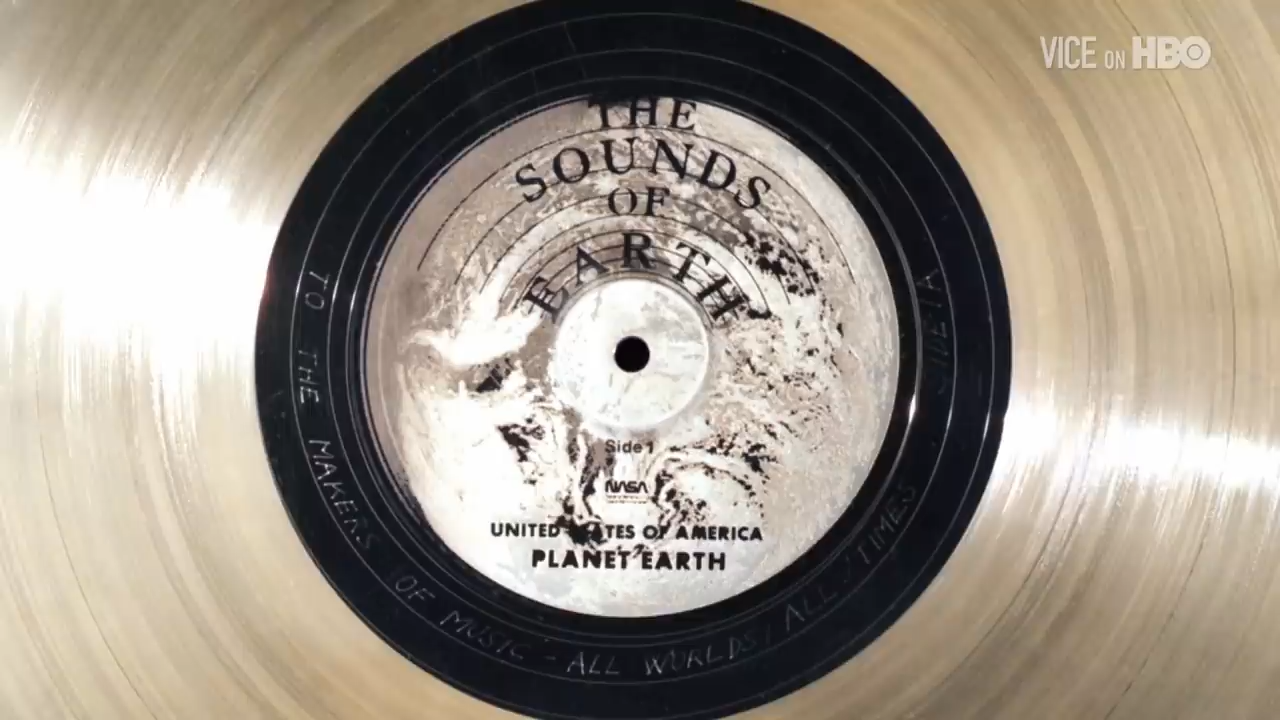 VICE ON HBO
THE
SOUNDS
OF
EARTH
Side 1
NASA
UNITED STATES OF AMERICA
PLANET EARTH
TO THE MAKERS OF MUSIC - ALL WORLDS, ALL TIMES